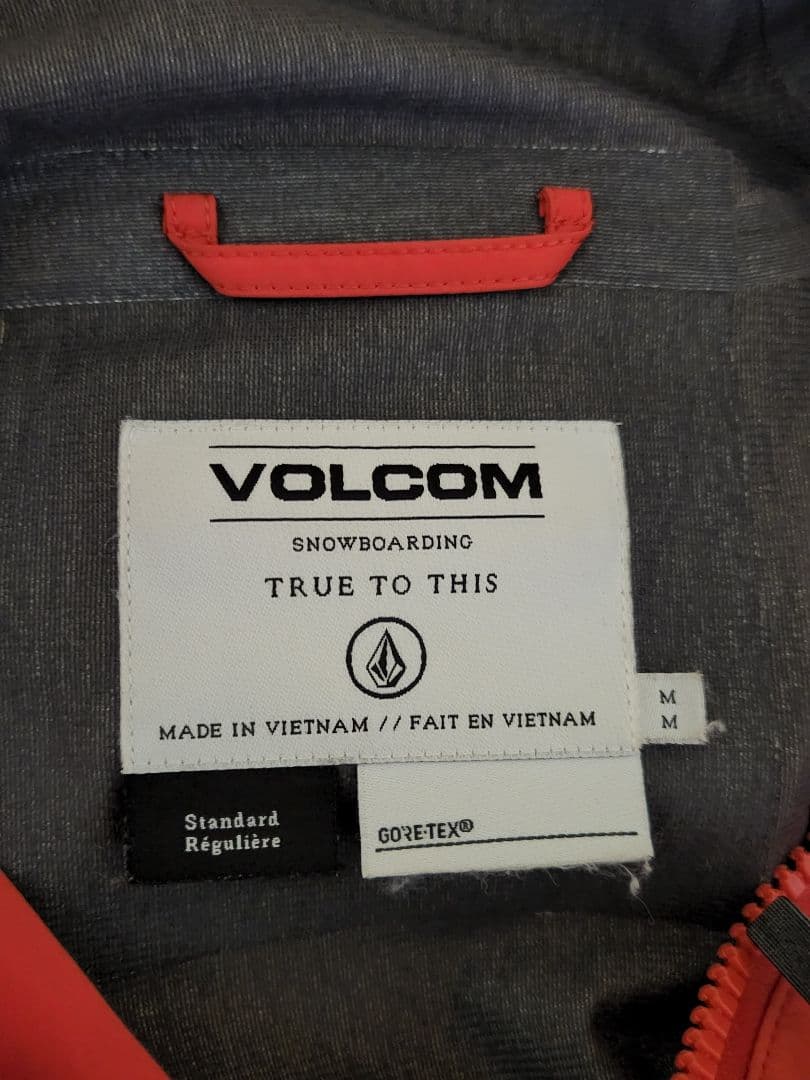 VOLCOM
SNOWBOARDING
TRUE TO THIS
MADE IN VIETNAM // FAIT EN VIETNAM
M
M
Standard
Régulière
GORE-TEX®